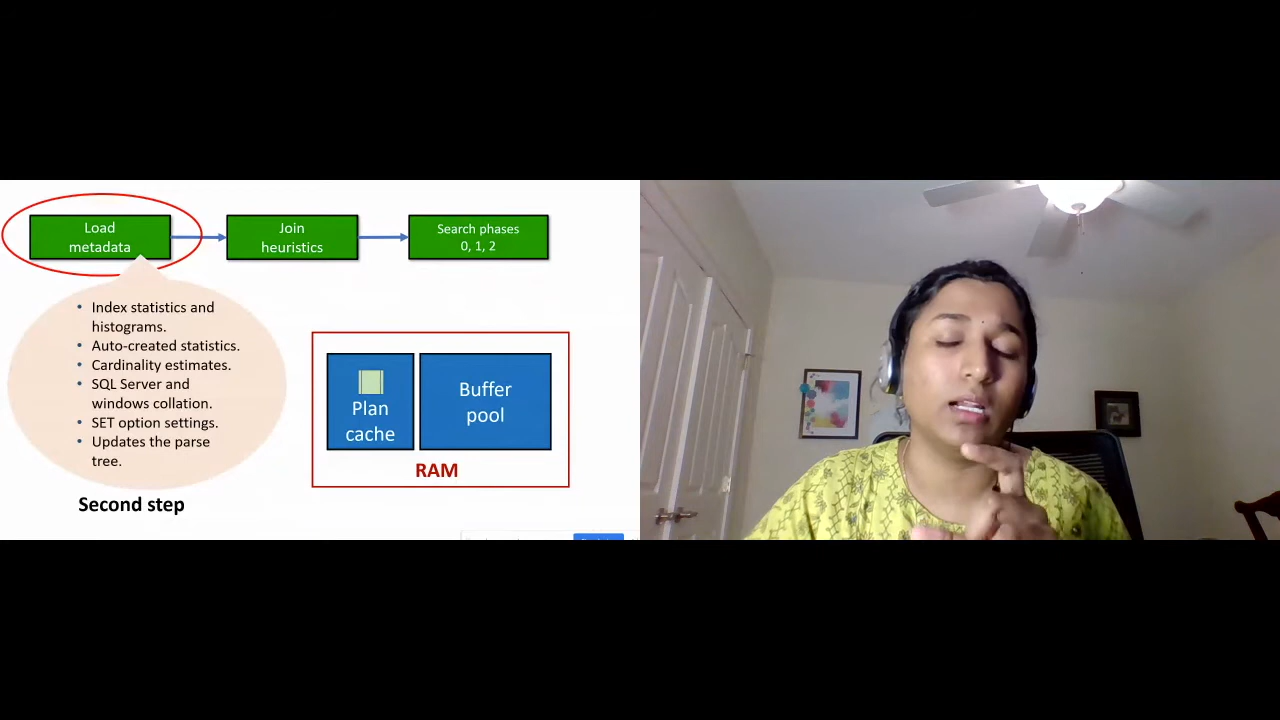 Load
metadata
Join
heuristics
Search phases
0, 1, 2
• Index statistics and
histograms.
• Auto-created statistics.
• Cardinality estimates.
• SQL Server and
windows collation.
• SET option settings.
• Updates the parse
tree.
Second step
Plan
cache
Buffer
pool
RAM